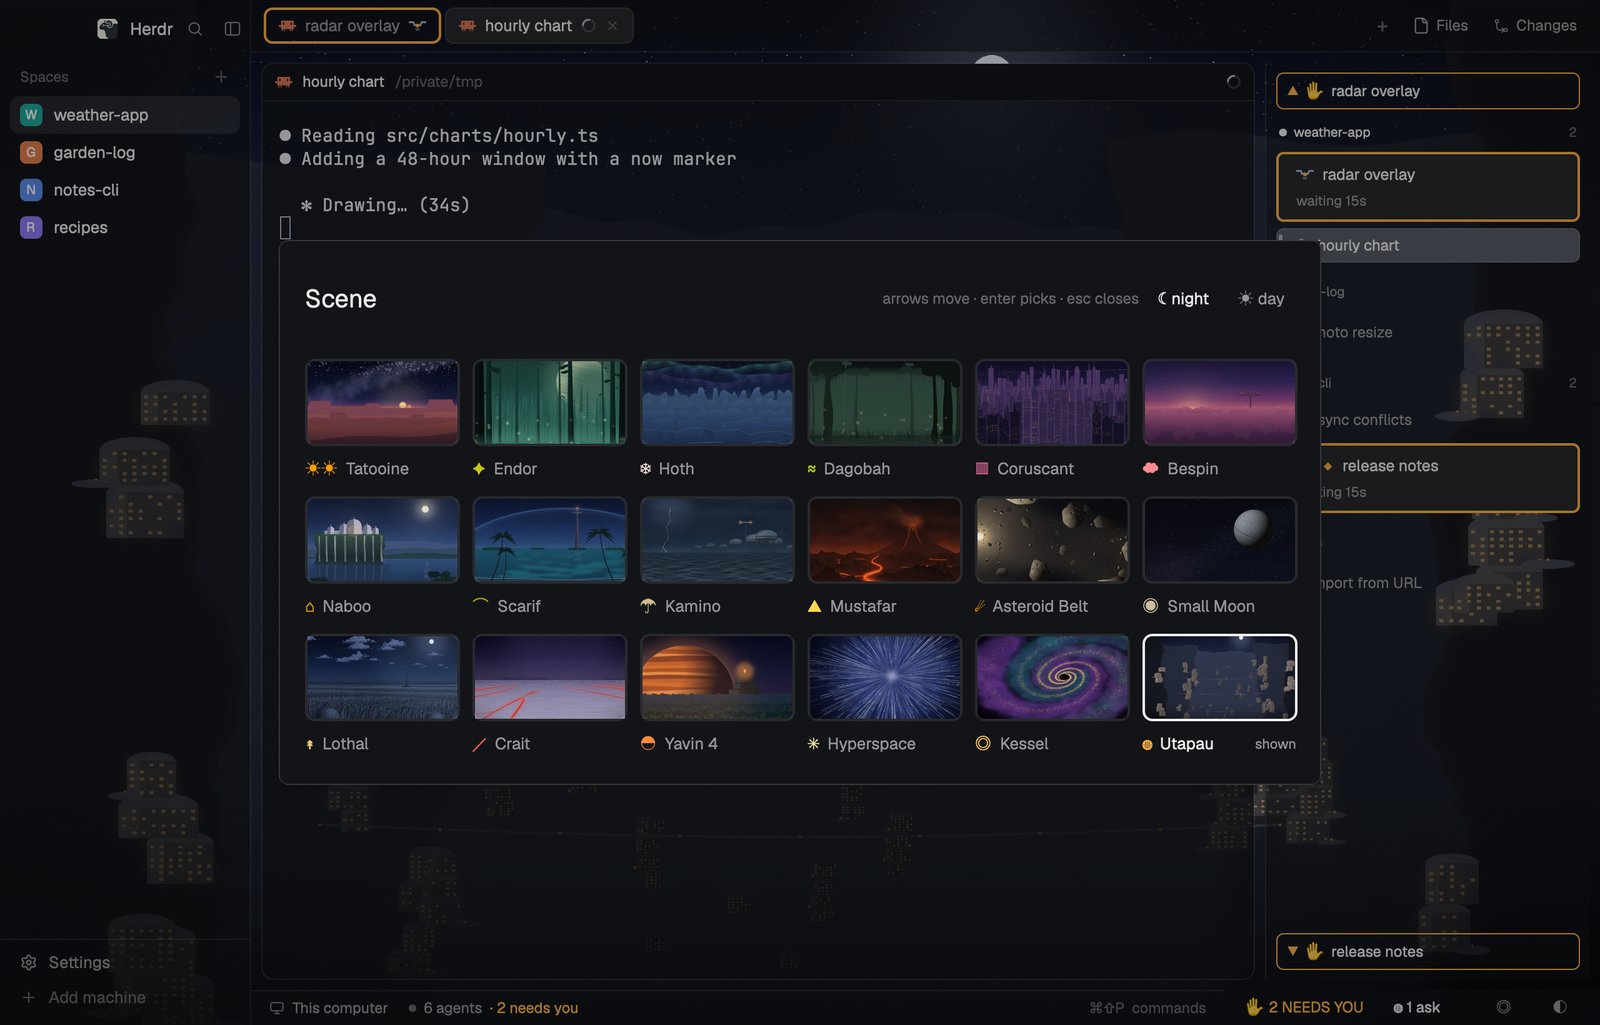 Herdr
radar overlay
hourly chart
Files
Changes
Spaces
W weather-app
G garden-log
N notes-cli
R recipes
hourly chart /private/tmp
Reading src/charts/hourly.ts
Adding a 48-hour window with a now marker
Drawing… (34s)
radar overlay
weather-app 2
radar overlay
waiting 15s
hourly chart
-log
hoto resize
cli 2
sync conflicts
release notes
ting 15s
mport from URL
release notes
Scene
arrows move · enter picks · esc closes
night
day
Tatooine
Endor
Hoth
Dagobah
Coruscant
Bespin
Naboo
Scarif
Kamino
Mustafar
Asteroid Belt
Small Moon
Lothal
Crait
Yavin 4
Hyperspace
Kessel
Utapau shown
Settings
Add machine
This computer
6 agents · 2 needs you
⌘⇧P commands
2 NEEDS YOU
1 ask